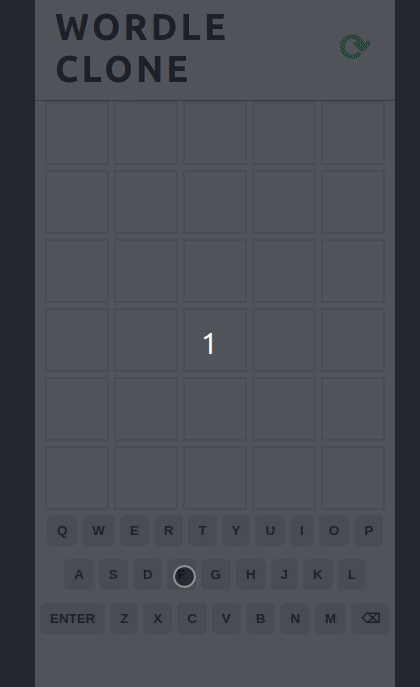 WORDLE
CLONE
1
Q W E R T Y U I O P
A S D F G H J K L
ENTER Z X C V B N M ⌫